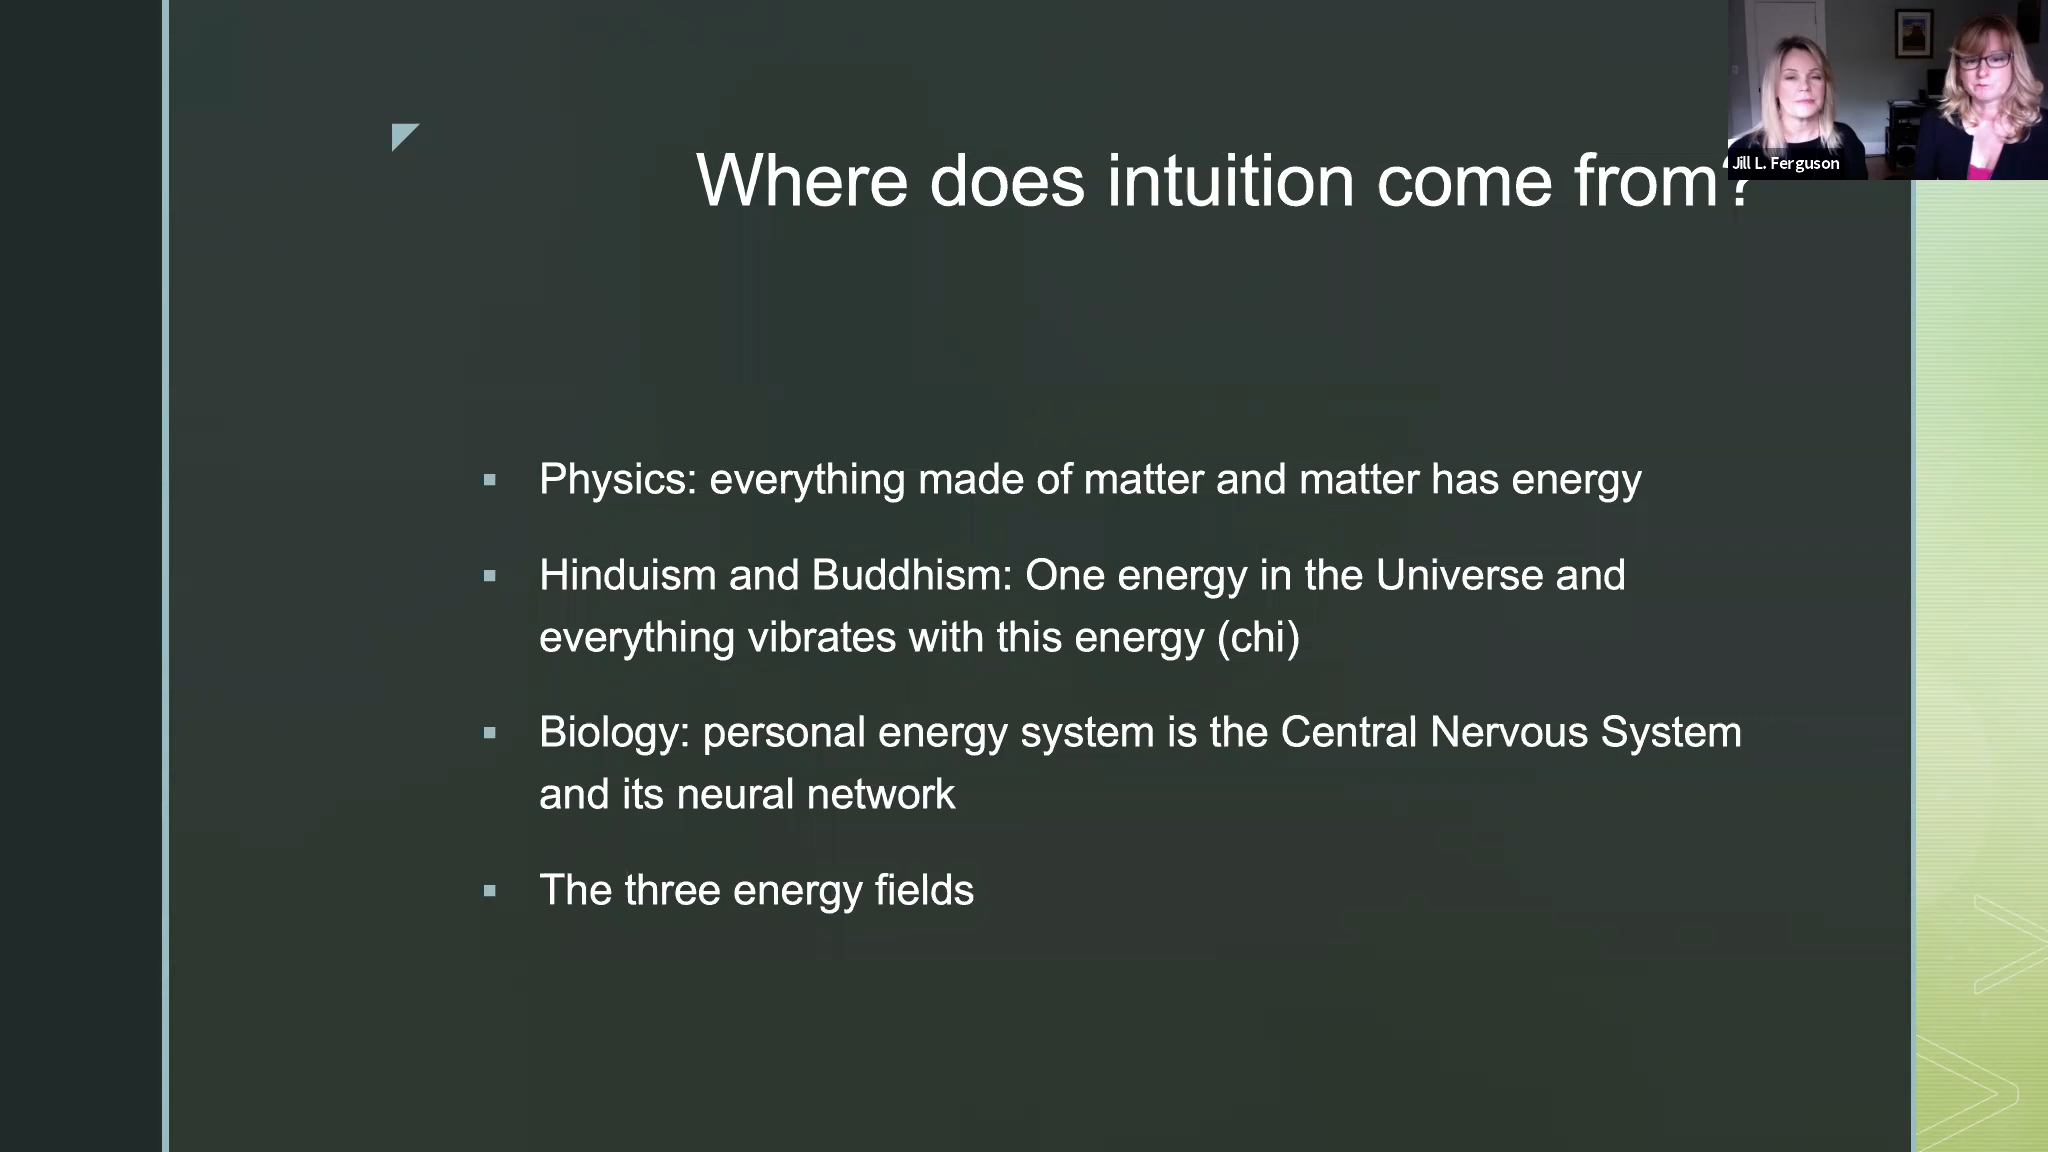 Where does intuition come from?
Jill L. Ferguson
Physics: everything made of matter and matter has energy
Hinduism and Buddhism: One energy in the Universe and
everything vibrates with this energy (chi)
Biology: personal energy system is the Central Nervous System
and its neural network
The three energy fields